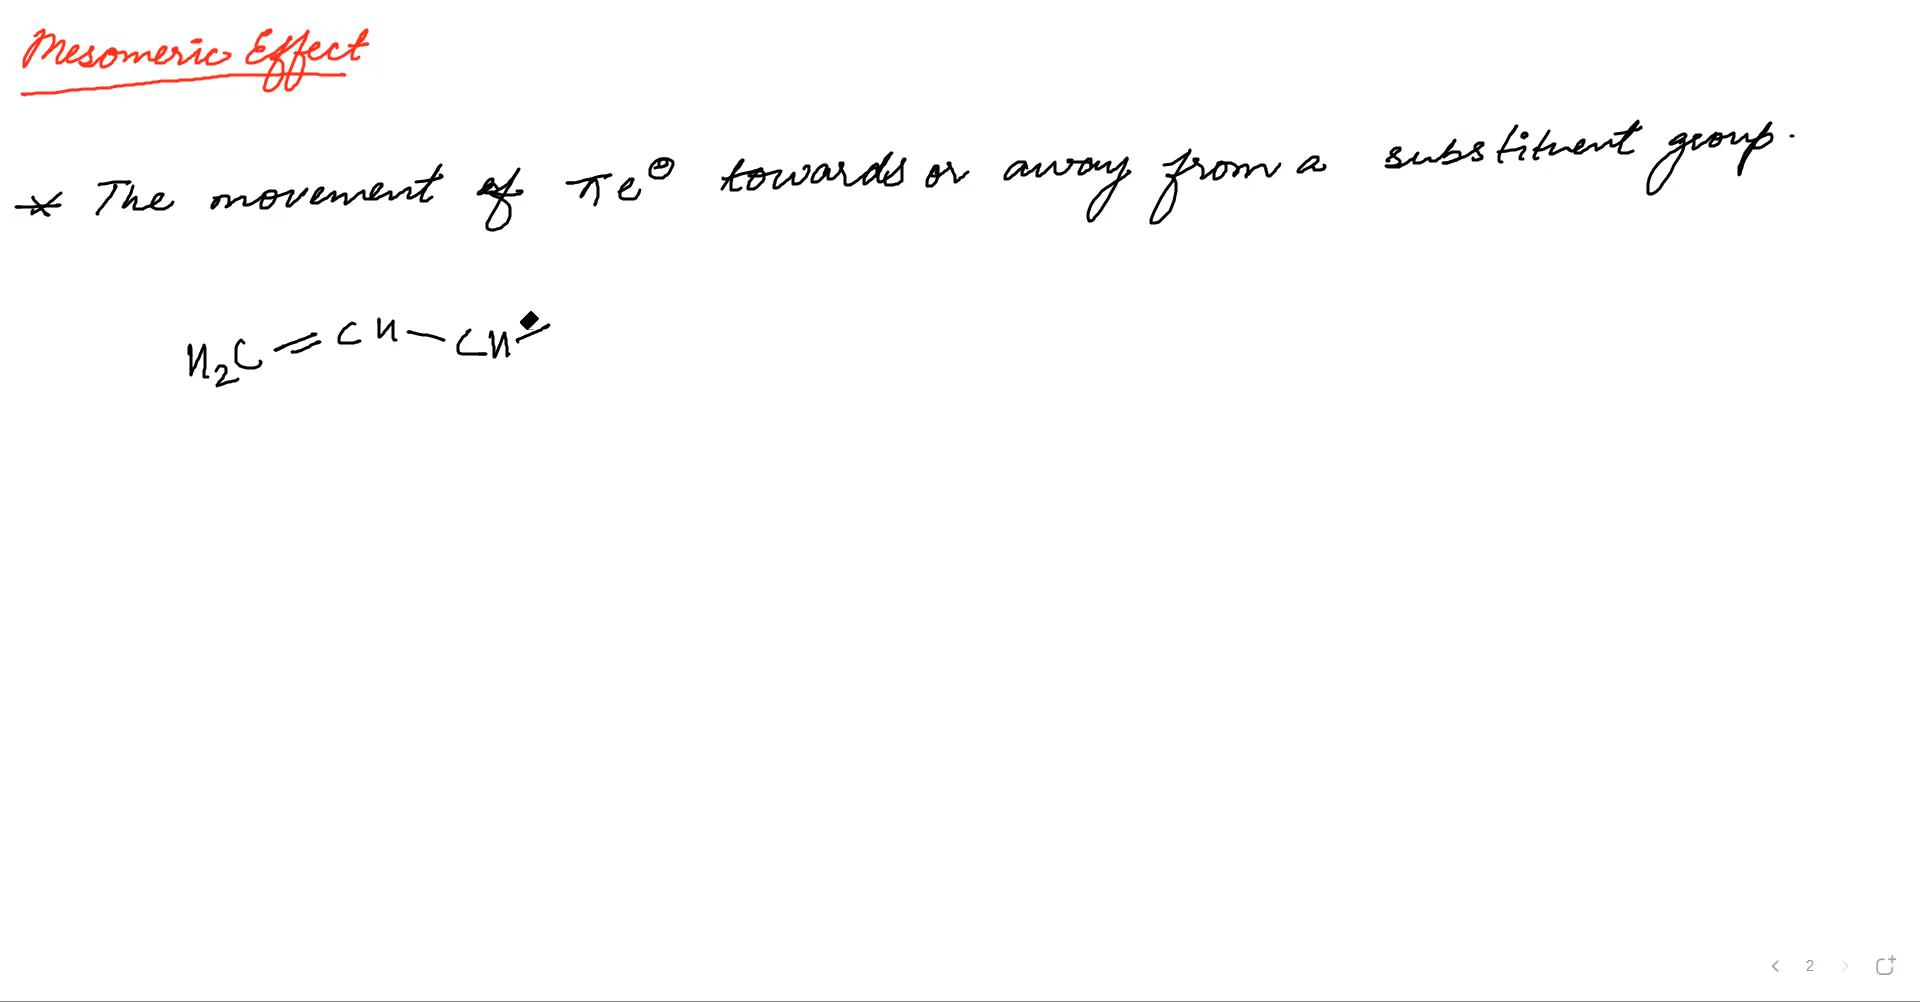 Mesomeric Effect
* The movement of πe⊖ towards or away from a substituent group.
H₂C=CH—CH=
2